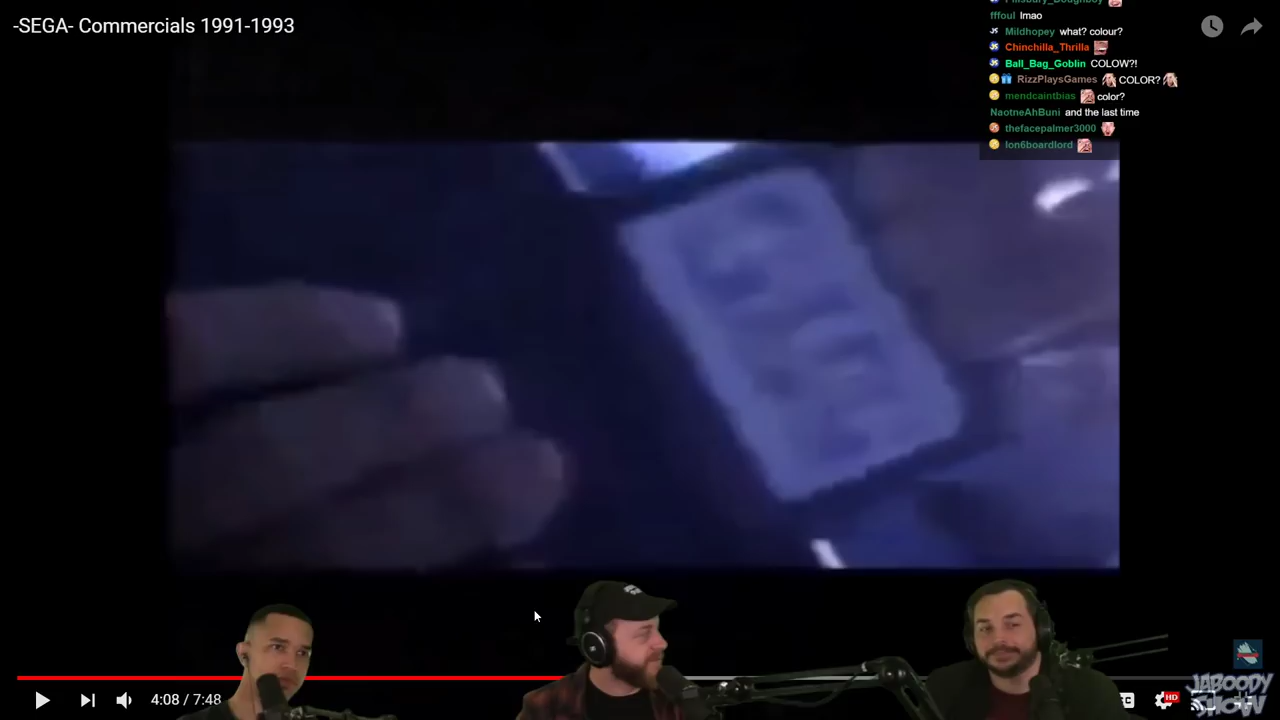 -SEGA- Commercials 1991-1993
fffoul lmao
Mildhopey what? colour?
Chinchilla_Thrilla
Ball_Bag_Goblin COLOW?!
RizzPlaysGames COLOR?
mendcaintbias color?
NaotneAhBuni and the last time
thefacepalmer3000
lon6boardlord
4:08 / 7:48
HD
JABOODY
SHOW